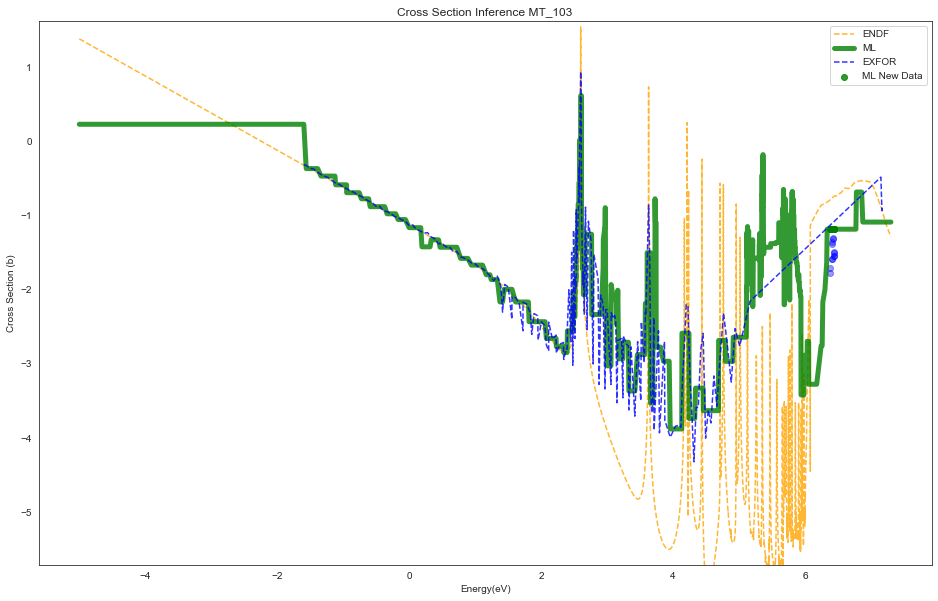 Cross Section Inference MT_103
ENDF
ML
EXFOR
ML New Data
Cross Section (b)
1
0
−1
−2
−3
−4
−5
−4
−2
0
2
4
6
Energy(eV)